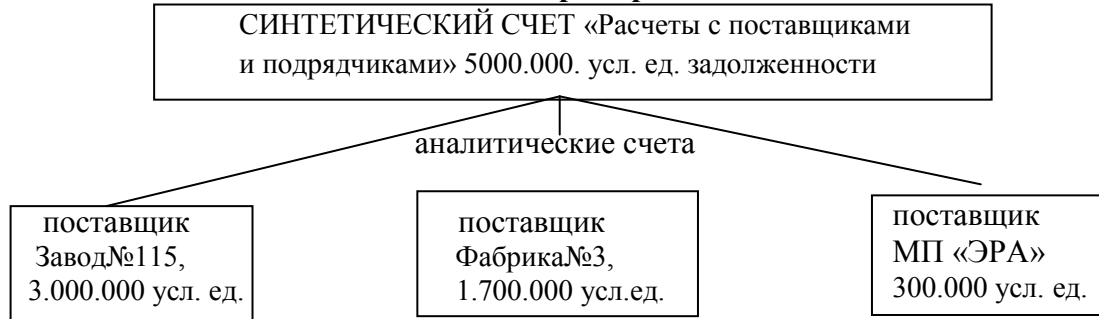 СИНТЕТИЧЕСКИЙ СЧЕТ «Расчеты с поставщиками
и подрядчиками» 5000.000. усл. ед. задолженности
аналитические счета
поставщик
Завод№115,
3.000.000 усл. ед.
поставщик
Фабрика№3,
1.700.000 усл.ед.
поставщик
МП «ЭРА»
300.000 усл. ед.